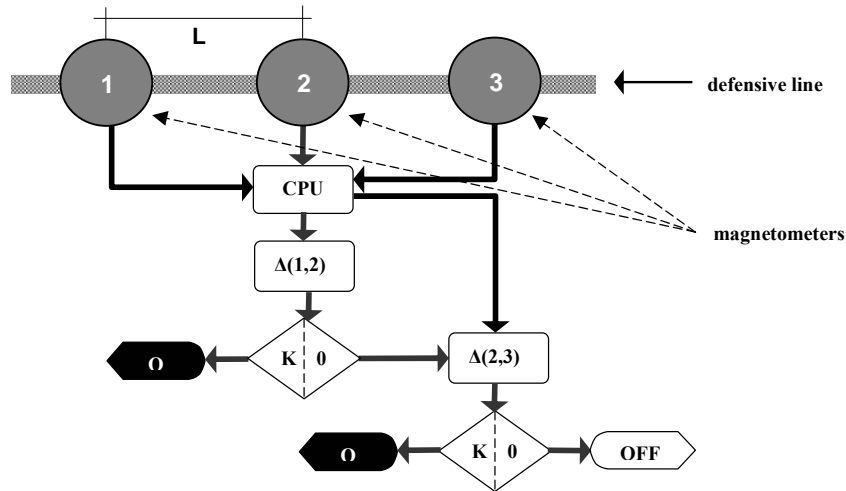 L
1
2
3
defensive line
CPU
magnetometers
Δ(1,2)
O
K
0
Δ(2,3)
O
K
0
OFF